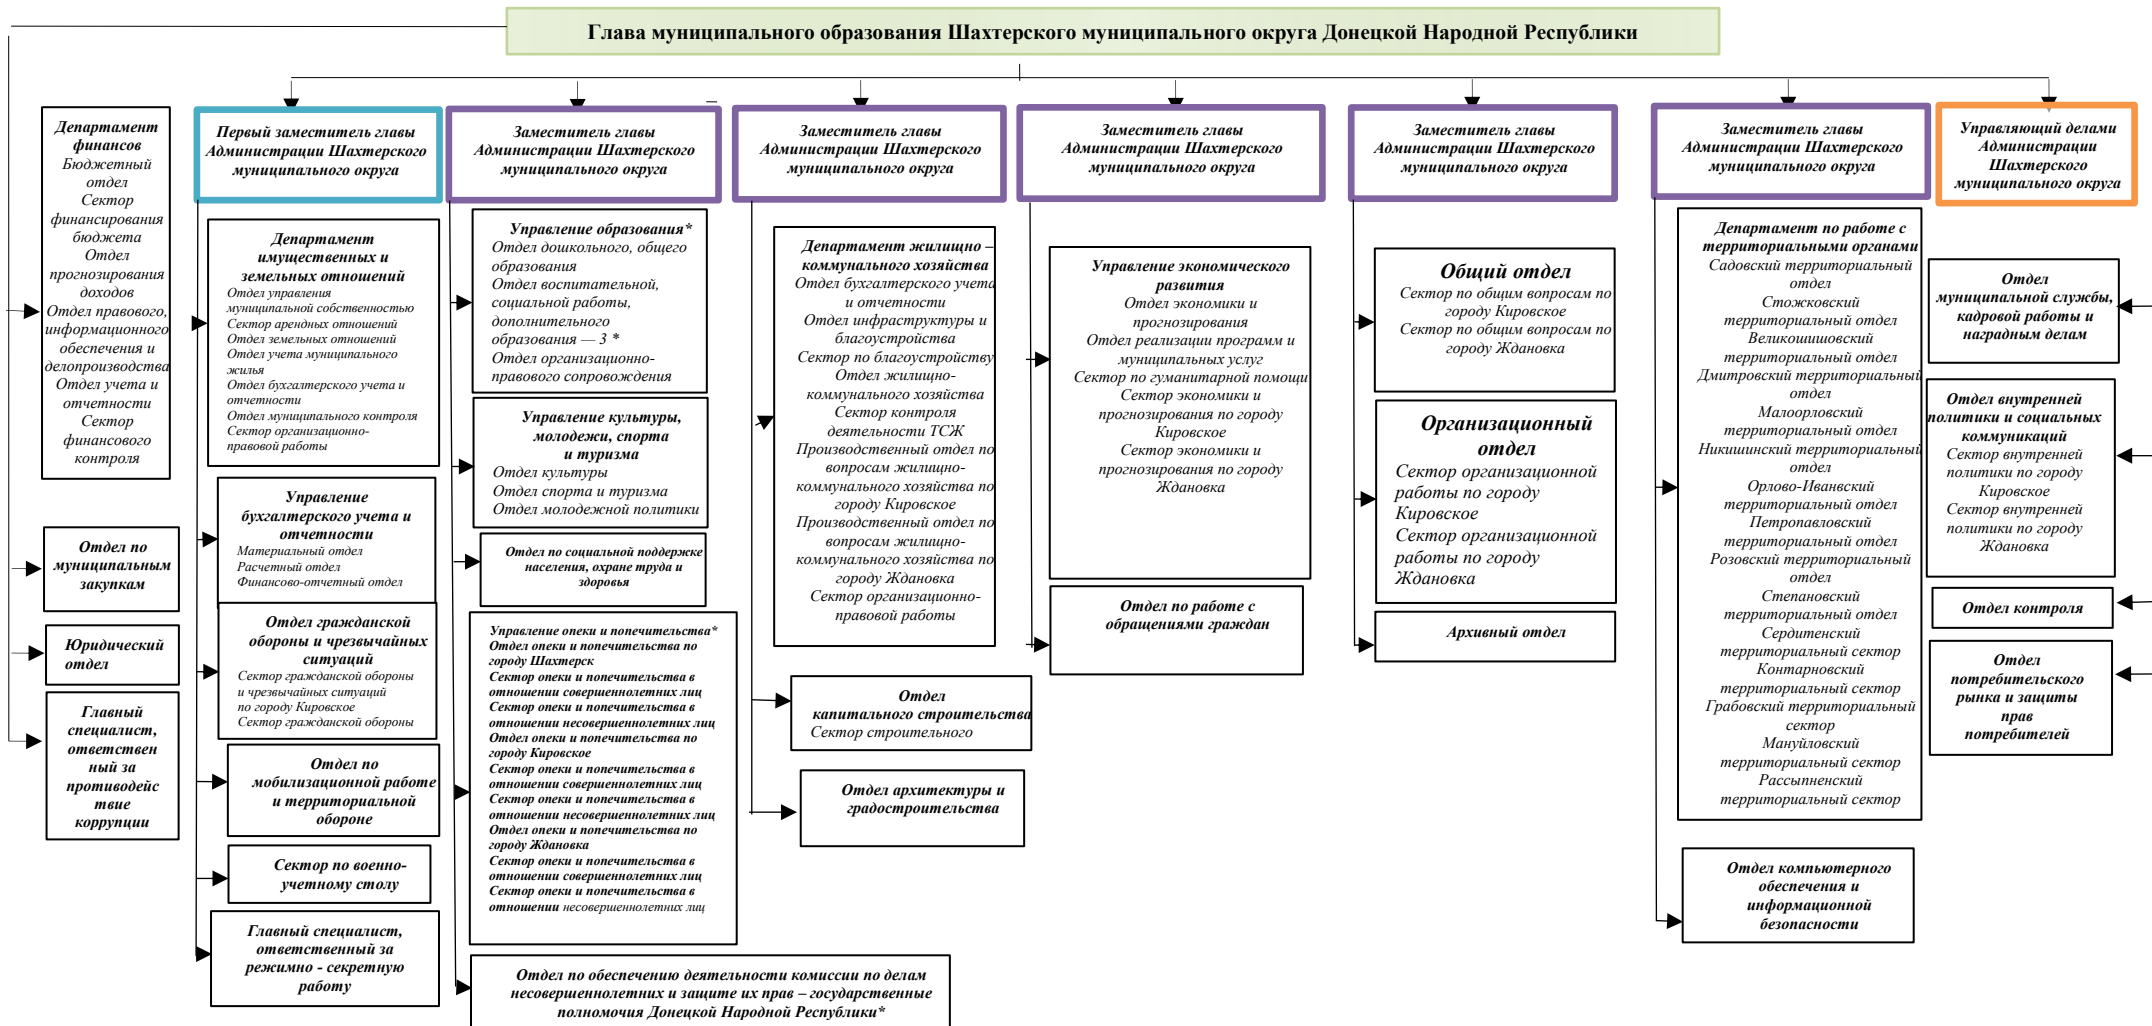 Глава муниципального образования Шахтерского муниципального округа Донецкой Народной Республики
Департамент
финансов
Бюджетный
отдел
Сектор
финансирования
бюджета
Отдел
прогнозирования
доходов
Отдел правового,
информационного
обеспечения и
делопроизводства
Отдел учета и
отчетности
Сектор
финансового
контроля
Отдел по
муниципальным
закупкам
Юридический
отдел
Главный
специалист,
ответствен
ный за
противодейс
твие
коррупции
Первый заместитель главы
Администрации Шахтерского
муниципального округа
Департамент
имущественных и
земельных отношений
Отдел управления
муниципальной собственностью
Сектор арендных отношений
Отдел земельных отношений
Отдел учета муниципального
жилья
Отдел бухгалтерского учета и
отчетности
Отдел муниципального контроля
Сектор организационно-
правовой работы
Управление
бухгалтерского учета и
отчетности
Материальный отдел
Расчетный отдел
Финансово-отчетный отдел
Отдел гражданской
обороны и чрезвычайных
ситуаций
Сектор гражданской обороны
и чрезвычайных ситуаций
по городу Кировское
Сектор гражданской обороны
Отдел по
мобилизационной работе
и территориальной
обороне
Сектор по военно-
учетному столу
Главный специалист,
ответственный за
режимно - секретную
работу
Заместитель главы
Администрации Шахтерского
муниципального округа
Управление образования*
Отдел дошкольного, общего
образования
Отдел воспитательной,
социальной работы,
дополнительного
образования — 3 *
Отдел организационно-
правового сопровождения
Управление культуры,
молодежи, спорта
и туризма
Отдел культуры
Отдел спорта и туризма
Отдел молодежной политики
Отдел по социальной поддержке
населения, охране труда и
здоровья
Управление опеки и попечительства*
Отдел опеки и попечительства по
городу Шахтерск
Сектор опеки и попечительства в
отношении совершеннолетних лиц
Сектор опеки и попечительства в
отношении несовершеннолетних лиц
Отдел опеки и попечительства по
городу Кировское
Сектор опеки и попечительства в
отношении совершеннолетних лиц
Сектор опеки и попечительства в
отношении несовершеннолетних лиц
Отдел опеки и попечительства по
городу Ждановка
Сектор опеки и попечительства в
отношении совершеннолетних лиц
Сектор опеки и попечительства в
отношении несовершеннолетних лиц
Отдел по обеспечению деятельности комиссии по делам
несовершеннолетних и защите их прав – государственные
полномочия Донецкой Народной Республики*
Заместитель главы
Администрации Шахтерского
муниципального округа
Департамент жилищно –
коммунального хозяйства
Отдел бухгалтерского учета
и отчетности
Отдел инфраструктуры и
благоустройства
Сектор по благоустройству
Отдел жилищно-
коммунального хозяйства
Сектор контроля
деятельности ТСЖ
Производственный отдел по
вопросам жилищно-
коммунального хозяйства по
городу Кировское
Производственный отдел по
вопросам жилищно-
коммунального хозяйства по
городу Ждановка
Сектор организационно-
правовой работы
Отдел
капитального строительства
Сектор строительного
Отдел архитектуры и
градостроительства
Заместитель главы
Администрации Шахтерского
муниципального округа
Управление экономического
развития
Отдел экономики и
прогнозирования
Отдел реализации программ и
муниципальных услуг
Сектор по гуманитарной помощи
Сектор экономики и
прогнозирования по городу
Кировское
Сектор экономики и
прогнозирования по городу
Ждановка
Отдел по работе с
обращениями граждан
Заместитель главы
Администрации Шахтерского
муниципального округа
Общий отдел
Сектор по общим вопросам по
городу Кировское
Сектор по общим вопросам по
городу Ждановка
Организационный
отдел
Сектор организационной
работы по городу
Кировское
Сектор организационной
работы по городу
Ждановка
Архивный отдел
Заместитель главы
Администрации Шахтерского
муниципального округа
Департамент по работе с
территориальными органами
Садовский территориальный
отдел
Стожковский
территориальный отдел
Великошишовский
территориальный отдел
Дмитровский территориальный
отдел
Малоорловский
территориальный отдел
Никишинский территориальный
отдел
Орлово-Иванвский
территориальный отдел
Петропавловский
территориальный отдел
Розовский территориальный
отдел
Степановский
территориальный отдел
Сердитенский
территориальный сектор
Контарновский
территориальный сектор
Грабовский территориальный
сектор
Мануйловский
территориальный сектор
Рассыпненский
территориальный сектор
Отдел компьютерного
обеспечения и
информационной
безопасности
Управляющий делами
Администрации
Шахтерского
муниципального округа
Отдел
муниципальной службы,
кадровой работы и
наградным делам
Отдел внутренней
политики и социальных
коммуникаций
Сектор внутренней
политики по городу
Кировское
Сектор внутренней
политики по городу
Ждановка
Отдел контроля
Отдел
потребительского
рынка и защиты
прав
потребителей